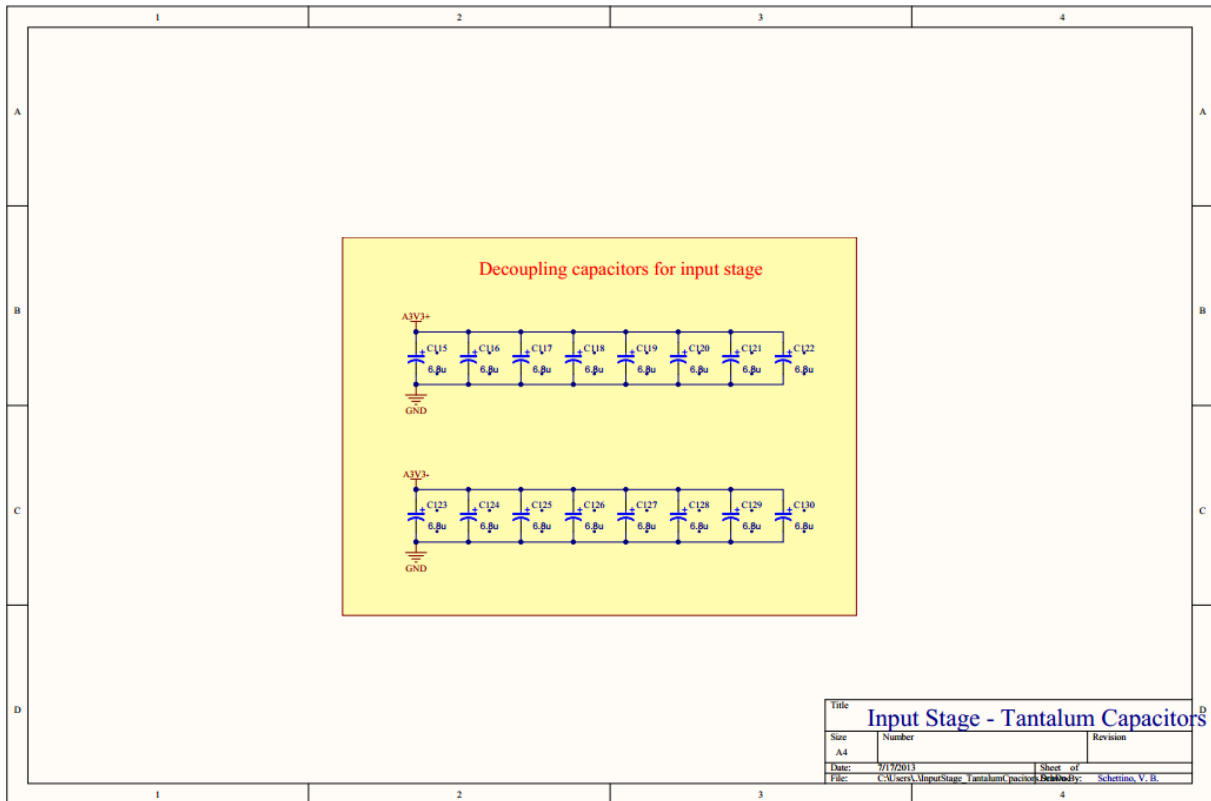 1 2 3 4
A A
B B
C C
D D
Decoupling capacitors for input stage
A3V3+
C115 C116 C117 C118 C119 C120 C121 C122
6.8u 6.8u 6.8u 6.8u 6.8u 6.8u 6.8u 6.8u
GND
A3V3-
C123 C124 C125 C126 C127 C128 C129 C130
6.8u 6.8u 6.8u 6.8u 6.8u 6.8u 6.8u 6.8u
GND
Title
Input Stage - Tantalum Capacitors
Size Number Revision
A4
Date: 7/17/2013 Sheet of
File: C:\Users\..\InputStage_TantalumCpacitors By: Schettino, V. B.
1 2 3 4